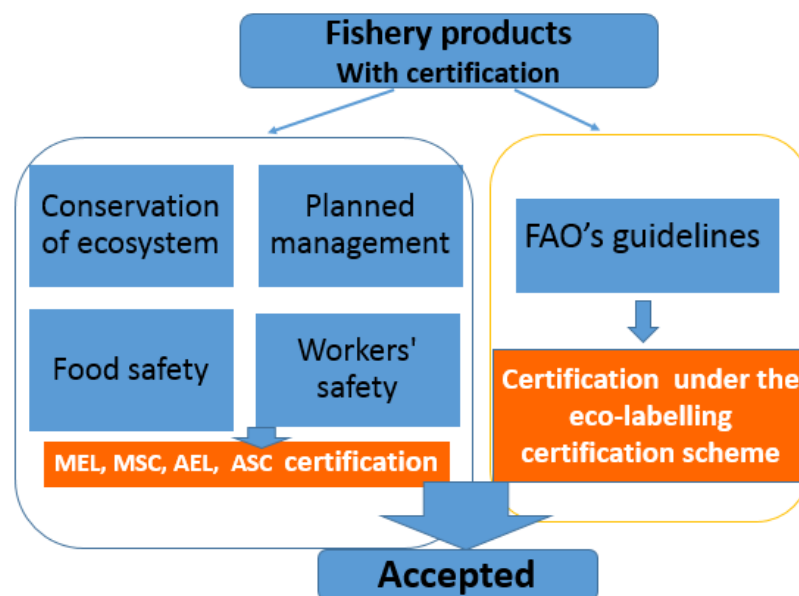 Fishery products
With certification
Conservation
of ecosystem
Planned
management
Food safety
Workers'
safety
MEL, MSC, AEL, ASC certification
FAO's guidelines
Certification under the
eco-labelling
certification scheme
Accepted